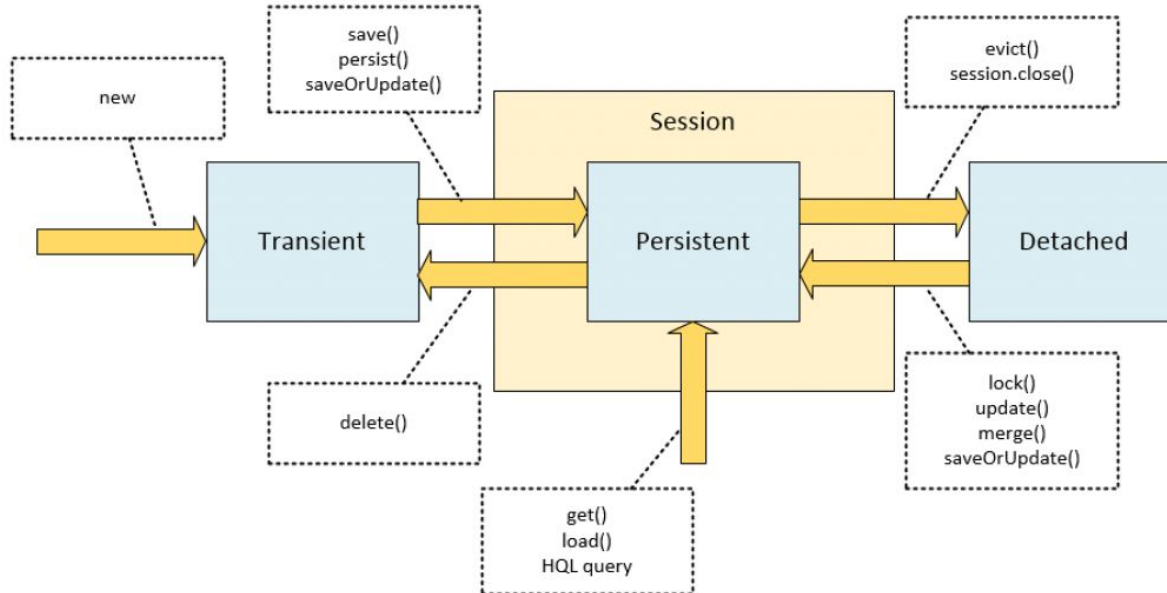 save()
persist()
saveOrUpdate()
evict()
session.close()
new
Session
Transient
Persistent
Detached
delete()
lock()
update()
merge()
saveOrUpdate()
get()
load()
HQL query